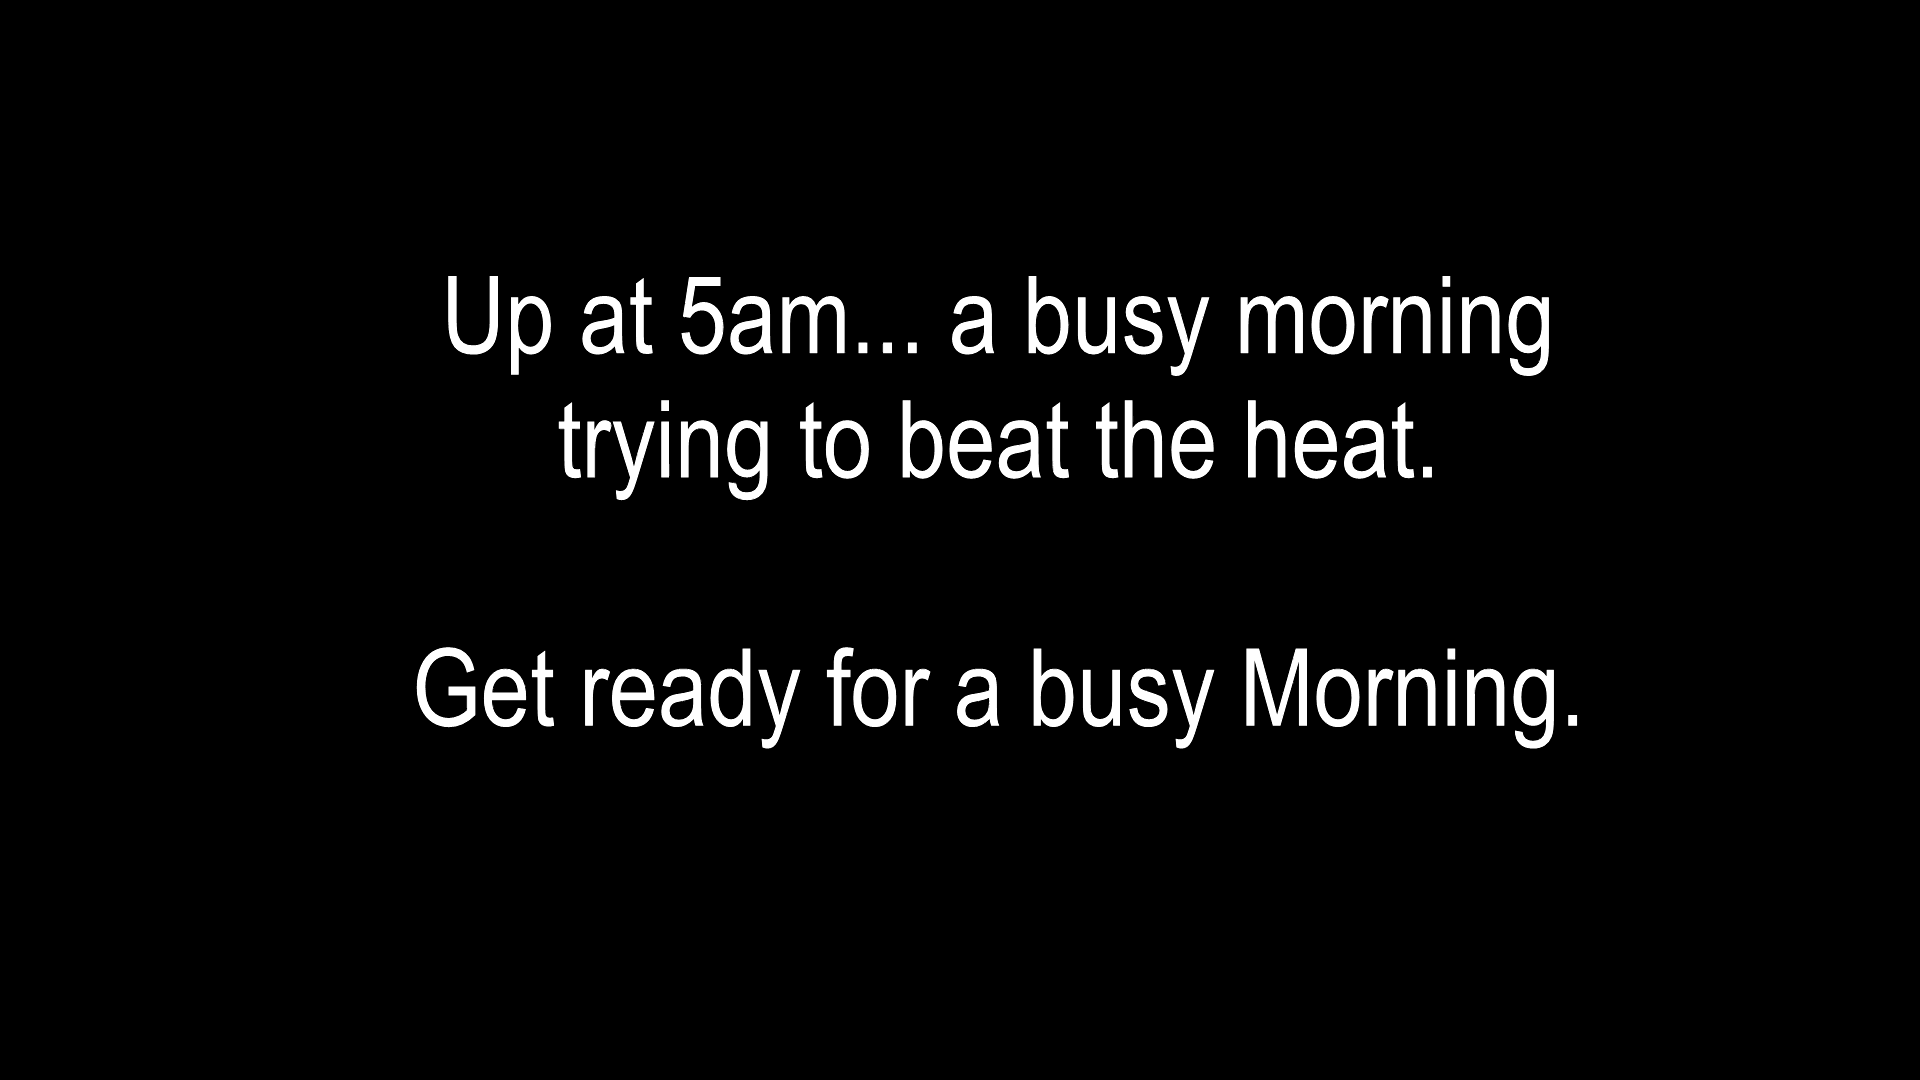 Up at 5am... a busy morning
trying to beat the heat.
Get ready for a busy Morning.